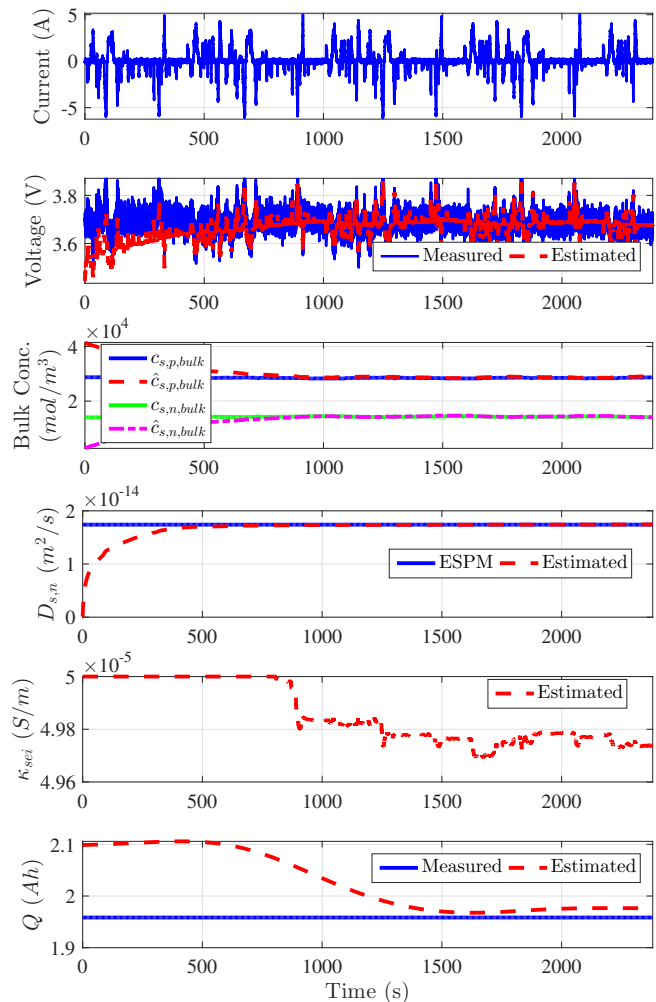 Current (A)
5
0
-5
0
500
1000
1500
2000
Voltage (V)
3.8
3.6
Measured
Estimated
0
500
1000
1500
2000
×10^4
Bulk Conc.
(mol/m^3)
4
2
c_{s,p,bulk}
ĉ_{s,p,bulk}
c_{s,n,bulk}
ĉ_{s,n,bulk}
0
500
1000
1500
2000
×10^-14
D_{s,n} (m^2/s)
2
1
0
ESPM
Estimated
0
500
1000
1500
2000
×10^-5
κ_{sei} (S/m)
5
4.98
4.96
Estimated
0
500
1000
1500
2000
Q (Ah)
2.1
2
1.9
Measured
Estimated
0
500
1000
1500
2000
Time (s)